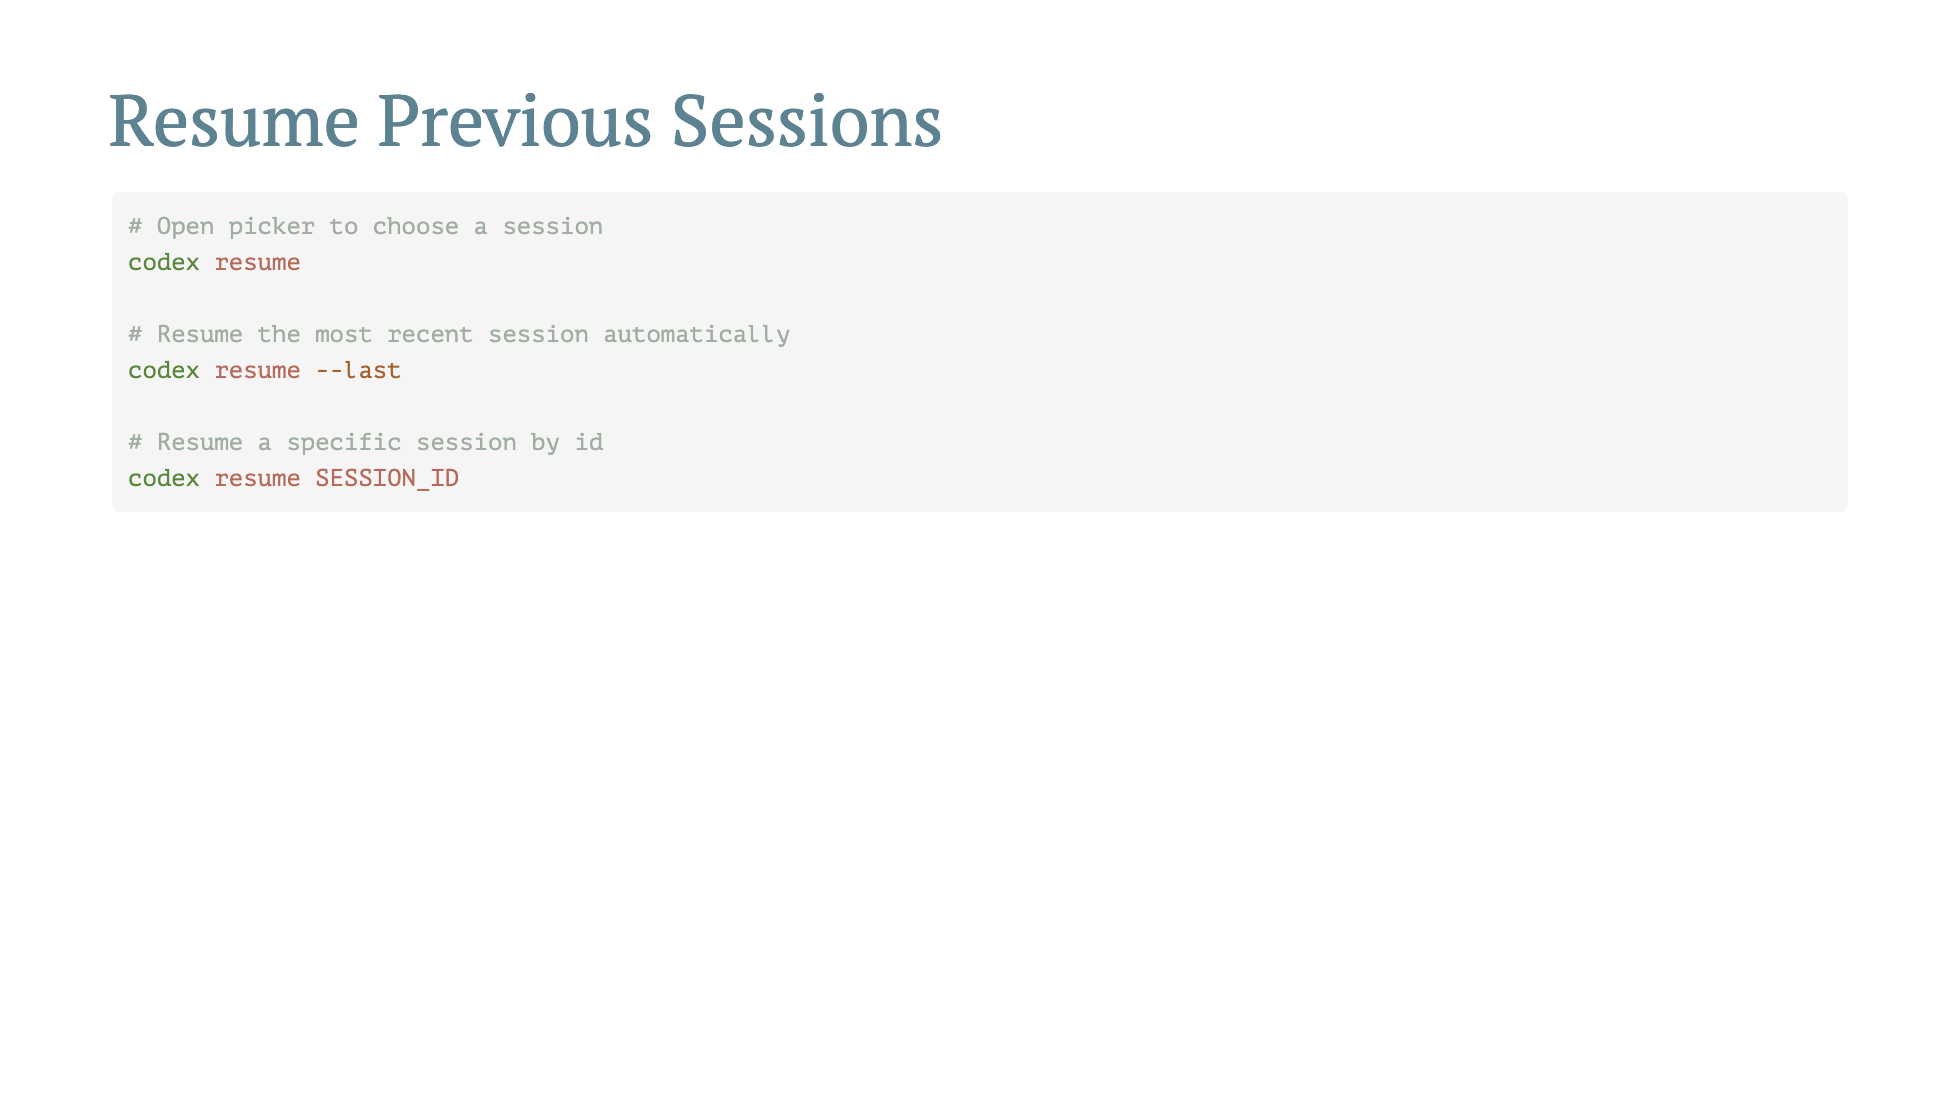 Resume Previous Sessions
# Open picker to choose a session
codex resume
# Resume the most recent session automatically
codex resume --last
# Resume a specific session by id
codex resume SESSION_ID